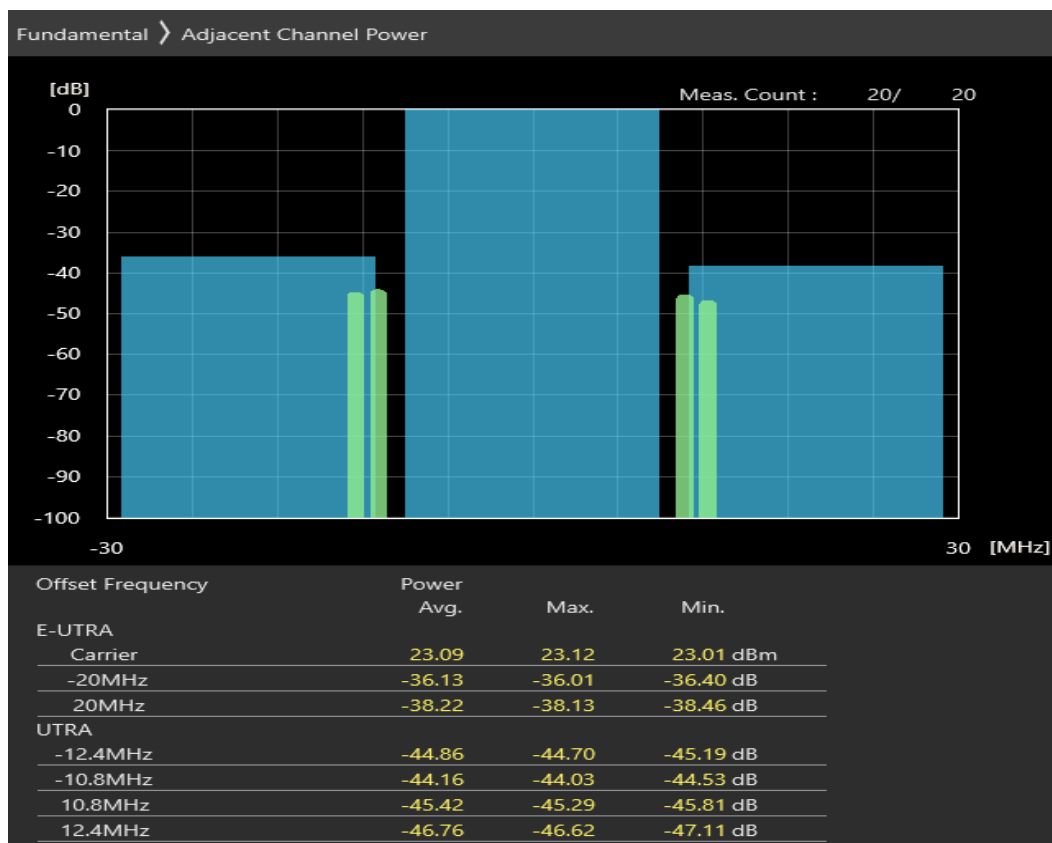 Fundamental 〉 Adjacent Channel Power
[dB]
Meas. Count : 20/ 20
0
-10
-20
-30
-40
-50
-60
-70
-80
-90
-100
-30 30 [MHz]
Offset Frequency Power
Avg. Max. Min.
E-UTRA
Carrier 23.09 23.12 23.01 dBm
-20MHz -36.13 -36.01 -36.40 dB
20MHz -38.22 -38.13 -38.46 dB
UTRA
-12.4MHz -44.86 -44.70 -45.19 dB
-10.8MHz -44.16 -44.03 -44.53 dB
10.8MHz -45.42 -45.29 -45.81 dB
12.4MHz -46.76 -46.62 -47.11 dB